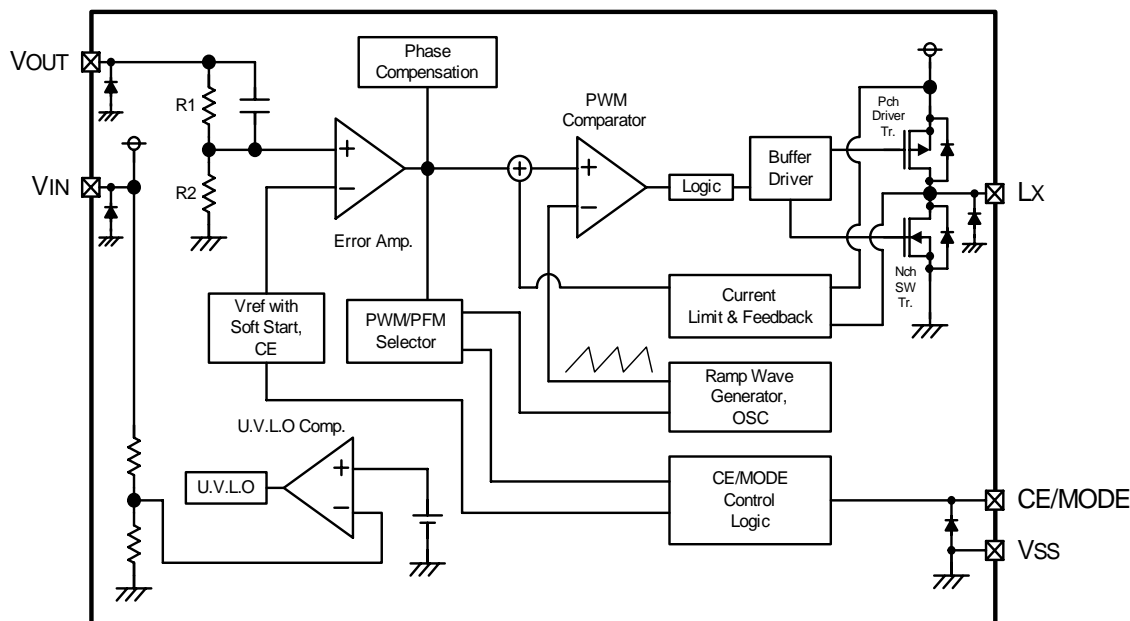 VOUT
Phase
Compensation
R1
Pch
Driver
Tr.
PWM
Comparator
+
−
+
+
−
Buffer
Driver
Logic
VIN
R2
LX
Error Amp.
Nch
SW
Tr.
Vref with
Soft Start,
CE
PWM/PFM
Selector
Current
Limit & Feedback
Ramp Wave
Generator,
OSC
U.V.L.O Comp.
U.V.L.O
+
−
CE/MODE
Control
Logic
CE/MODE
VSS